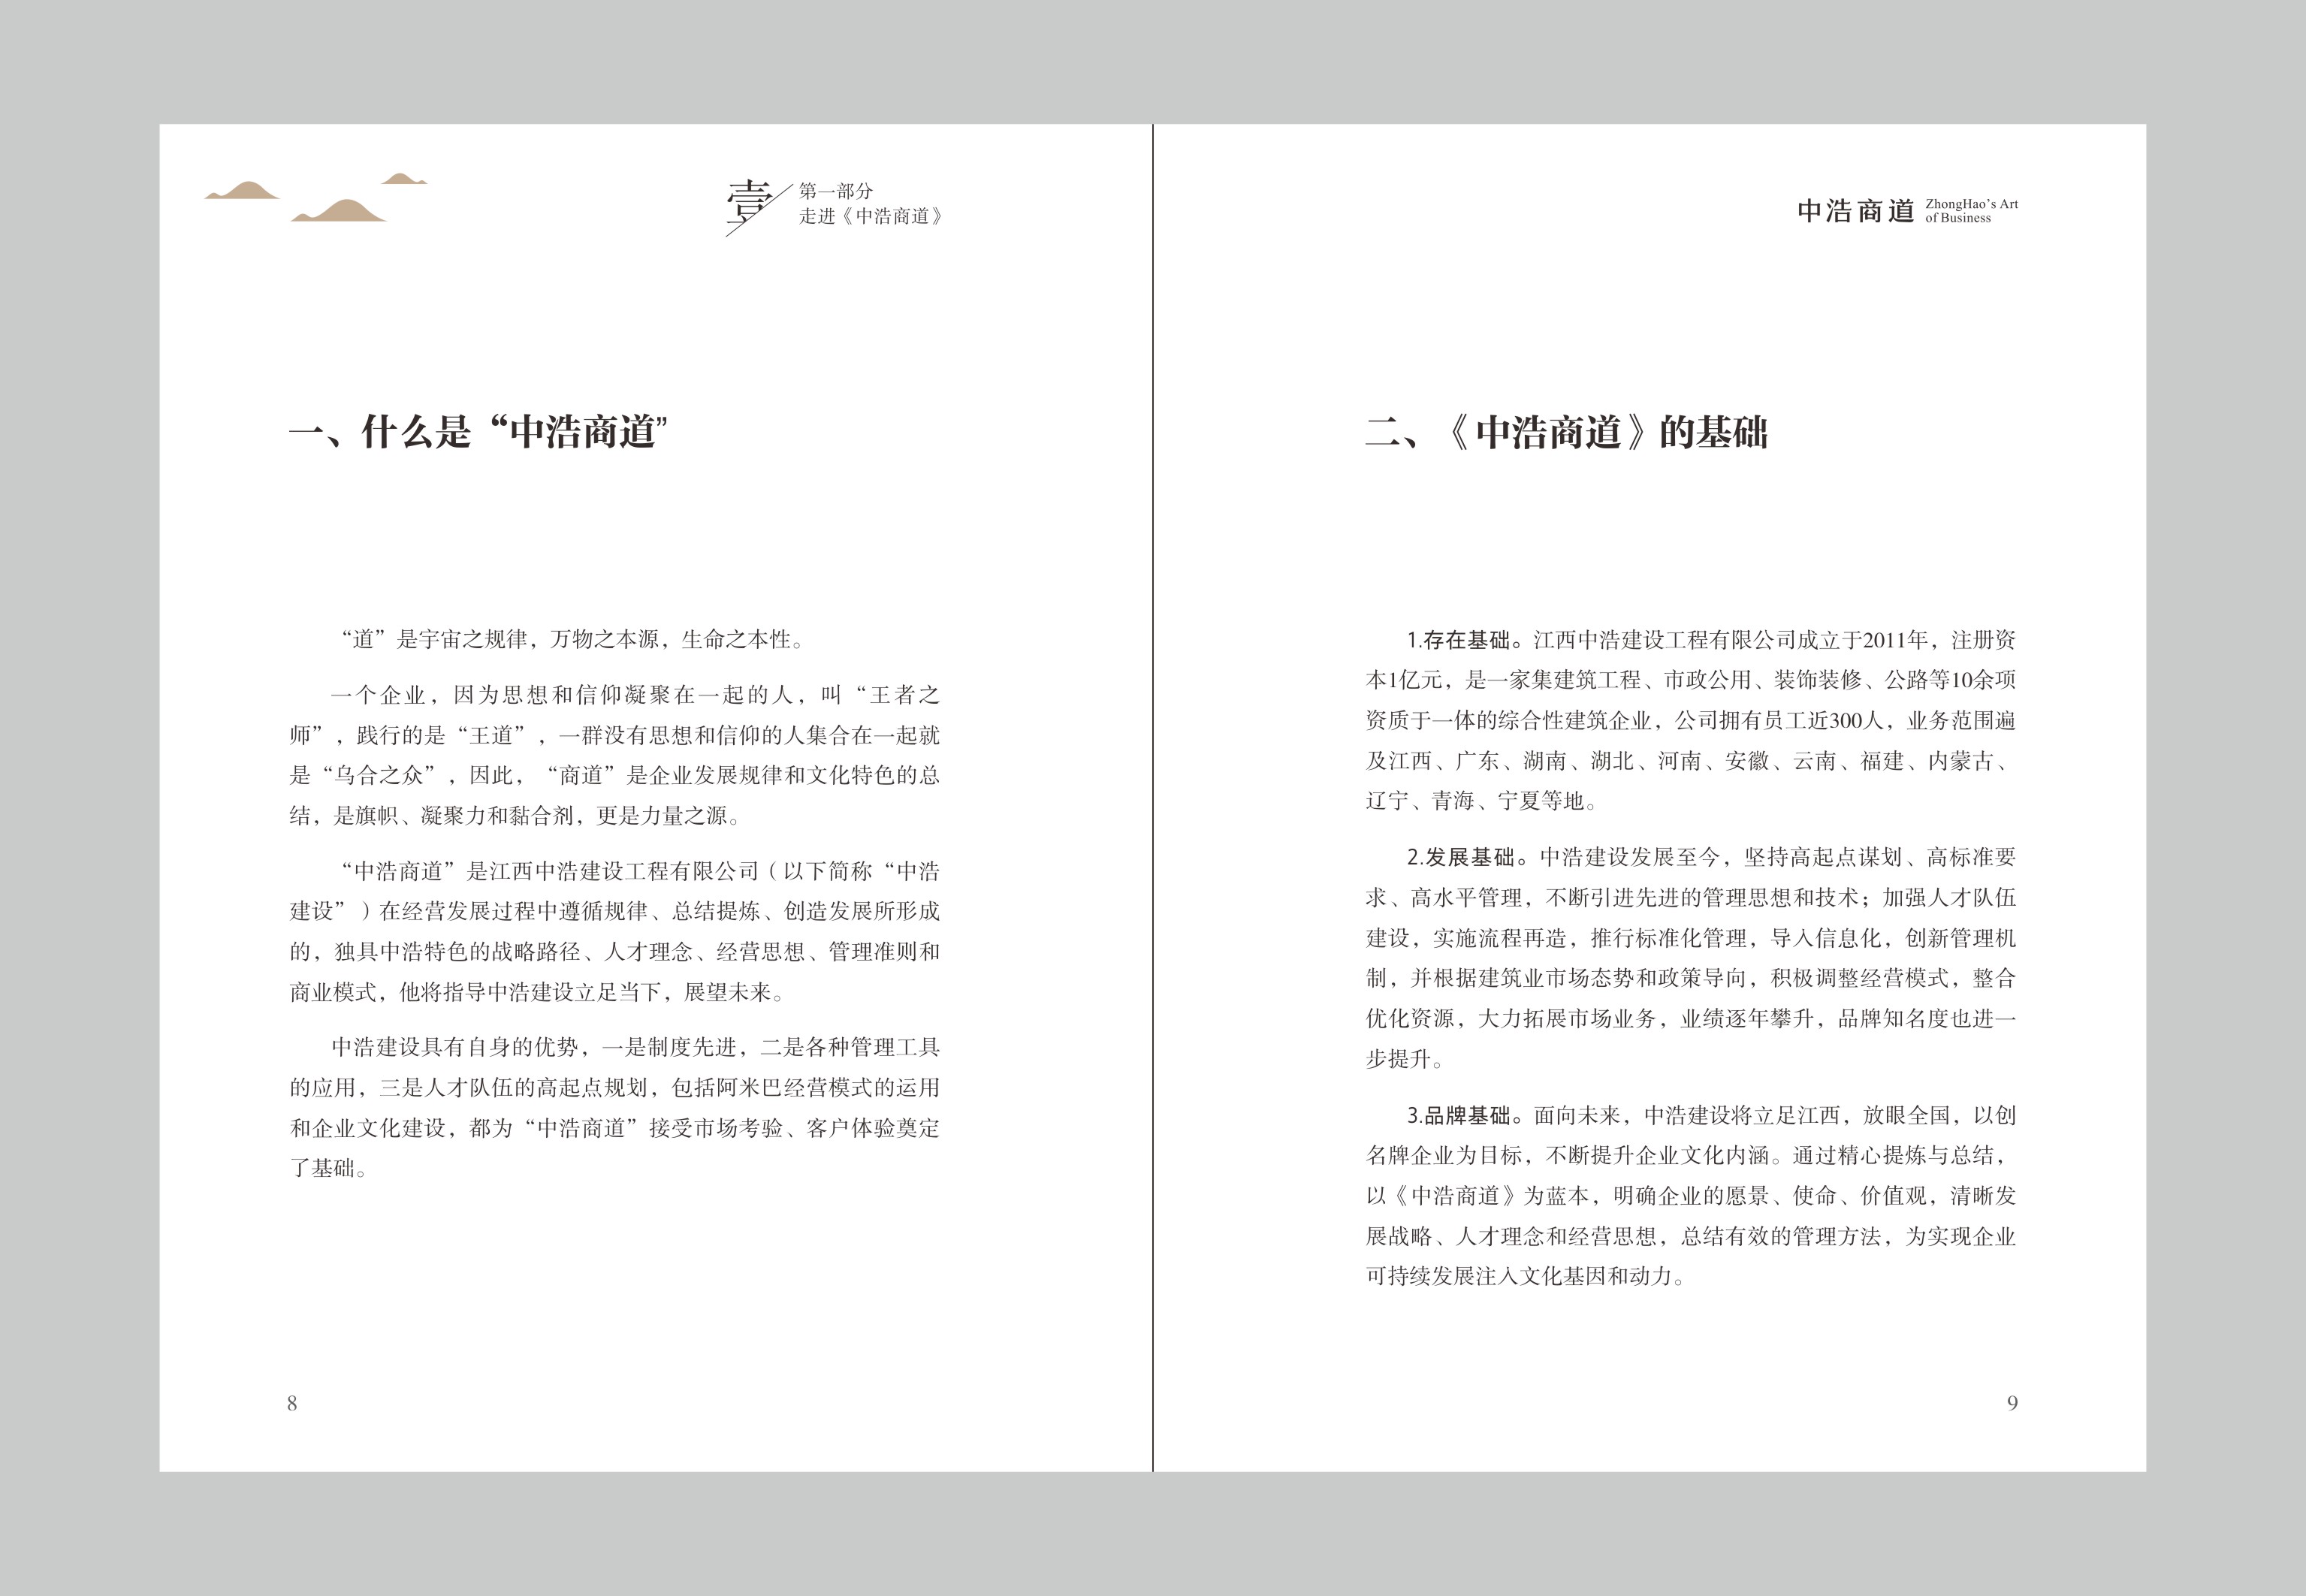 壹
第一部分
走进《中浩商道》
一、什么是“中浩商道”
“道”是宇宙之规律，万物之本源，生命之本性。
一个企业，因为思想和信仰凝聚在一起的人，叫“王者之
师”，践行的是“王道”，一群没有思想和信仰的人集合在一起就
是“乌合之众”，因此，“商道”是企业发展规律和文化特色的总
结，是旗帜、凝聚力和黏合剂，更是力量之源。
“中浩商道”是江西中浩建设工程有限公司（以下简称“中浩
建设”）在经营发展过程中遵循规律、总结提炼、创造发展所形成
的，独具中浩特色的战略路径、人才理念、经营思想、管理准则和
商业模式，他将指导中浩建设立足当下，展望未来。
中浩建设具有自身的优势，一是制度先进，二是各种管理工具
的应用，三是人才队伍的高起点规划，包括阿米巴经营模式的运用
和企业文化建设，都为“中浩商道”接受市场考验、客户体验奠定
了基础。
8
中浩商道
ZhongHao's Art
of Business
二、《中浩商道》的基础
1.存在基础。江西中浩建设工程有限公司成立于2011年，注册资
本1亿元，是一家集建筑工程、市政公用、装饰装修、公路等10余项
资质于一体的综合性建筑企业，公司拥有员工近300人，业务范围遍
及江西、广东、湖南、湖北、河南、安徽、云南、福建、内蒙古、
辽宁、青海、宁夏等地。
2.发展基础。中浩建设发展至今，坚持高起点谋划、高标准要
求、高水平管理，不断引进先进的管理思想和技术；加强人才队伍
建设，实施流程再造，推行标准化管理，导入信息化，创新管理机
制，并根据建筑业市场态势和政策导向，积极调整经营模式，整合
优化资源，大力拓展市场业务，业绩逐年攀升，品牌知名度也进一
步提升。
3.品牌基础。面向未来，中浩建设将立足江西，放眼全国，以创
名牌企业为目标，不断提升企业文化内涵。通过精心提炼与总结，
以《中浩商道》为蓝本，明确企业的愿景、使命、价值观，清晰发
展战略、人才理念和经营思想，总结有效的管理方法，为实现企业
可持续发展注入文化基因和动力。
9